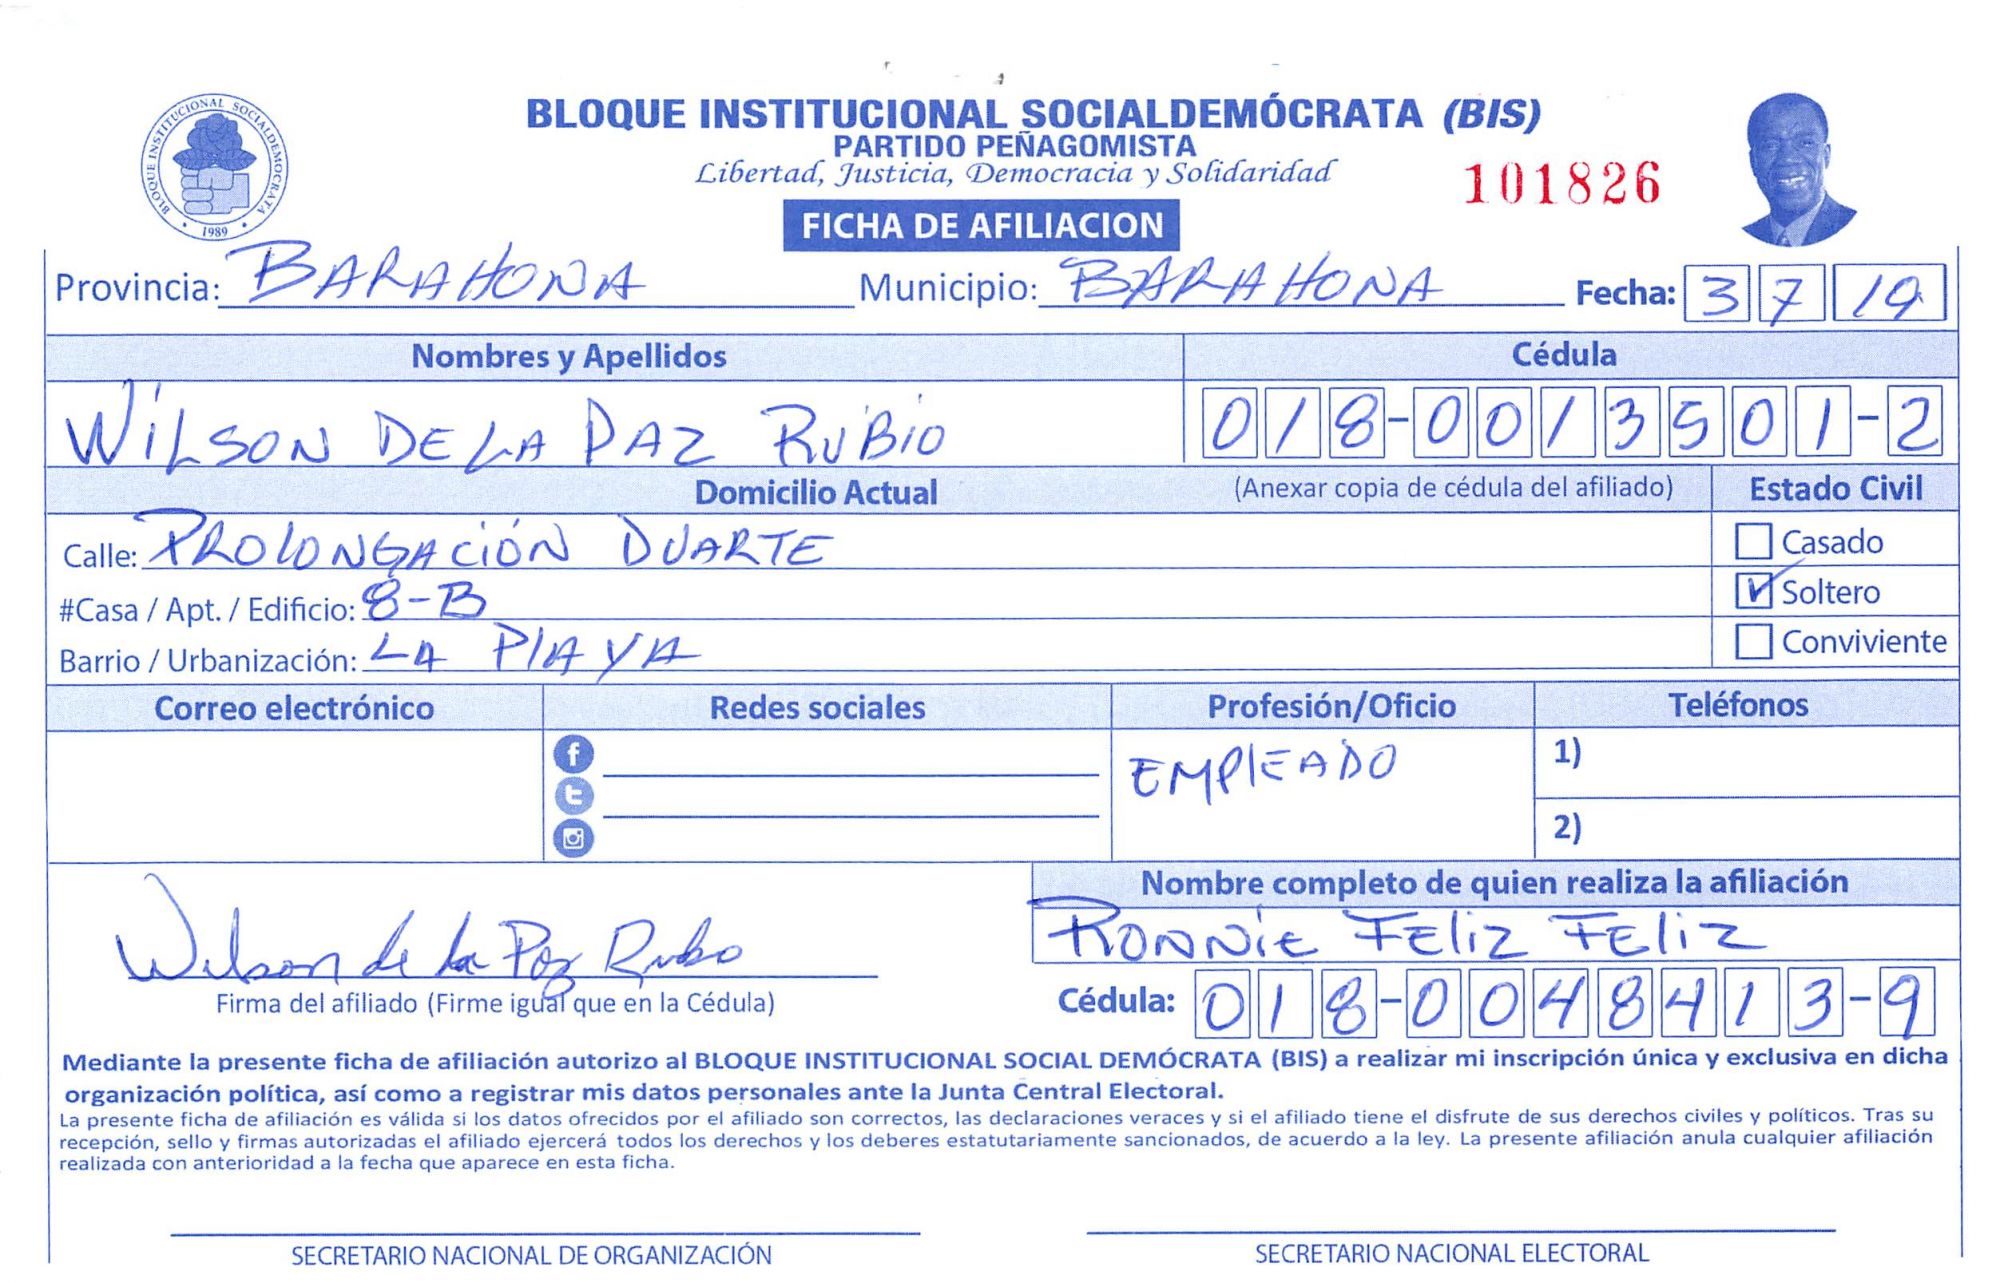 BLOQUE INSTITUCIONAL SOCIALDEMOCRATA
1989
BLOQUE INSTITUCIONAL SOCIALDEMÓCRATA (BIS)
PARTIDO PEÑAGOMISTA
Libertad, Justicia, Democracia y Solidaridad
101826
FICHA DE AFILIACION
Provincia: BARAHONA Municipio: BARAHONA Fecha: 3 7 19
Nombres y Apellidos Cédula
WILSON DE LA PAZ RUBIO 018-0013501-2
Domicilio Actual (Anexar copia de cédula del afiliado) Estado Civil
Calle: PROLONGACIÓN DUARTE Casado
#Casa / Apt. / Edificio: 8-B Soltero
Barrio / Urbanización: LA PlAYA Conviviente
Correo electrónico Redes sociales Profesión/Oficio Teléfonos
EMPlEADO 1)
2)
Nombre completo de quien realiza la afiliación
RONNiE FEliz FEliz
Wilson de la Paz Rubio
Firma del afiliado (Firme igual que en la Cédula) Cédula: 018-0048413-9
Mediante la presente ficha de afiliación autorizo al BLOQUE INSTITUCIONAL SOCIAL DEMÓCRATA (BIS) a realizar mi inscripción única y exclusiva en dicha
organización política, así como a registrar mis datos personales ante la Junta Central Electoral.
La presente ficha de afiliación es válida si los datos ofrecidos por el afiliado son correctos, las declaraciones veraces y si el afiliado tiene el disfrute de sus derechos civiles y políticos. Tras su
recepción, sello y firmas autorizadas el afiliado ejercerá todos los derechos y los deberes estatutariamente sancionados, de acuerdo a la ley. La presente afiliación anula cualquier afiliación
realizada con anterioridad a la fecha que aparece en esta ficha.
SECRETARIO NACIONAL DE ORGANIZACIÓN SECRETARIO NACIONAL ELECTORAL